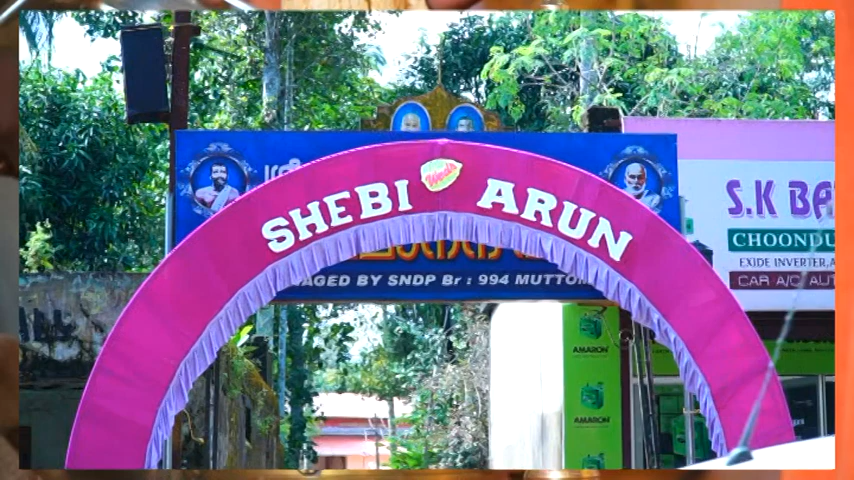 ശ്രീ
SHEBI Weds ARUN
AGED BY SNDP Br : 994 MUTTOM
S.K BA
CHOONDU
EXIDE INVERTER, A
CAR A/C AUT
AMARON
AMARON